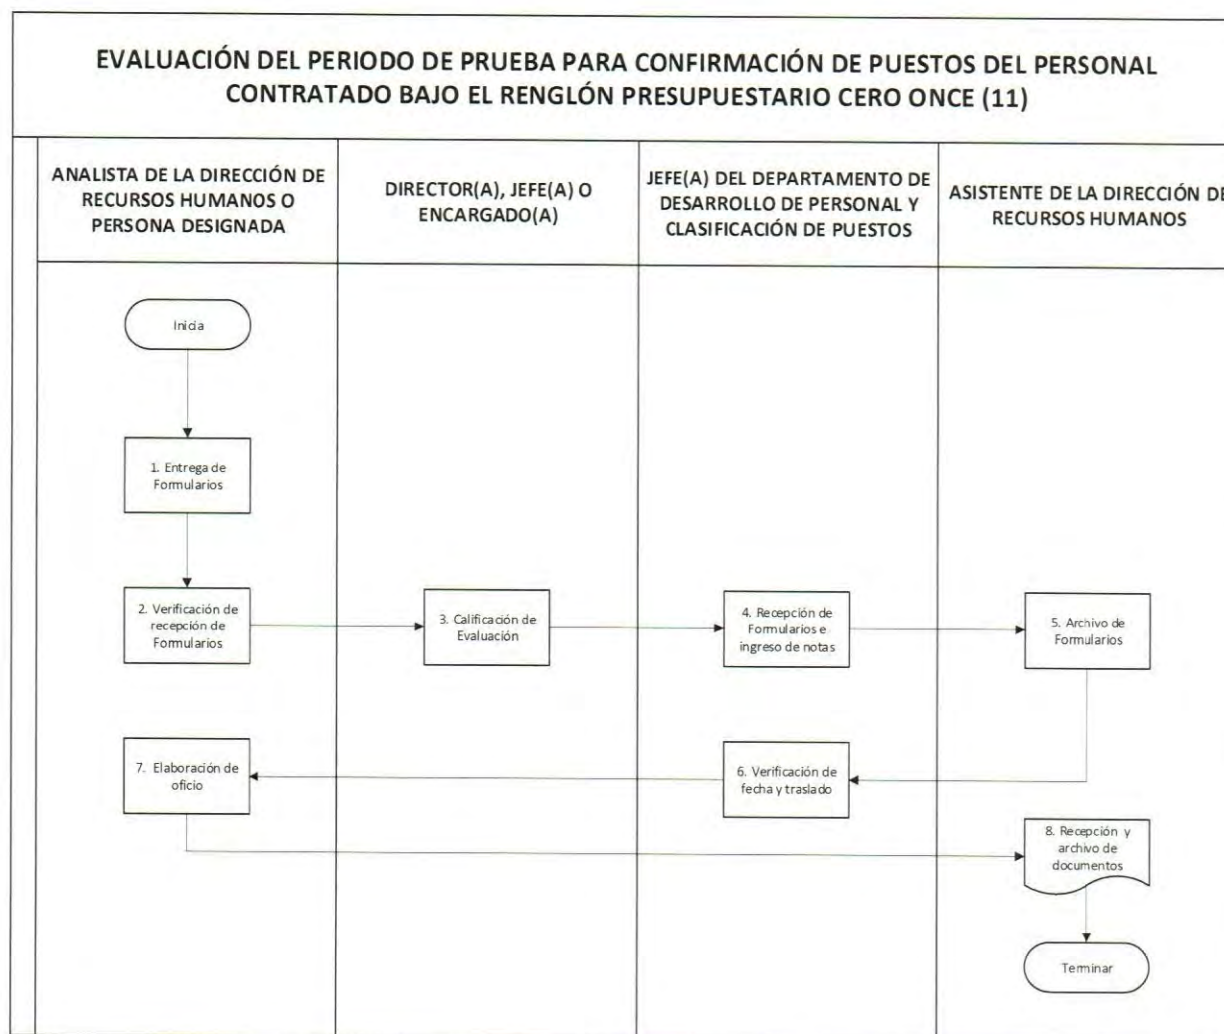 EVALUACIÓN DEL PERIODO DE PRUEBA PARA CONFIRMACIÓN DE PUESTOS DEL PERSONAL
CONTRATADO BAJO EL RENGLÓN PRESUPUESTARIO CERO ONCE (11)
ANALISTA DE LA DIRECCIÓN DE
RECURSOS HUMANOS O
PERSONA DESIGNADA
DIRECTOR(A), JEFE(A) O
ENCARGADO(A)
JEFE(A) DEL DEPARTAMENTO DE
DESARROLLO DE PERSONAL Y
CLASIFICACIÓN DE PUESTOS
ASISTENTE DE LA DIRECCIÓN DE
RECURSOS HUMANOS
Inicia
1. Entrega de
Formularios
2. Verificación de
recepción de
Formularios
3. Calificación de
Evaluación
4. Recepción de
Formularios e
ingreso de notas
5. Archivo de
Formularios
6. Verificación de
fecha y traslado
7. Elaboración de
oficio
8. Recepción y
archivo de
documentos
Terminar